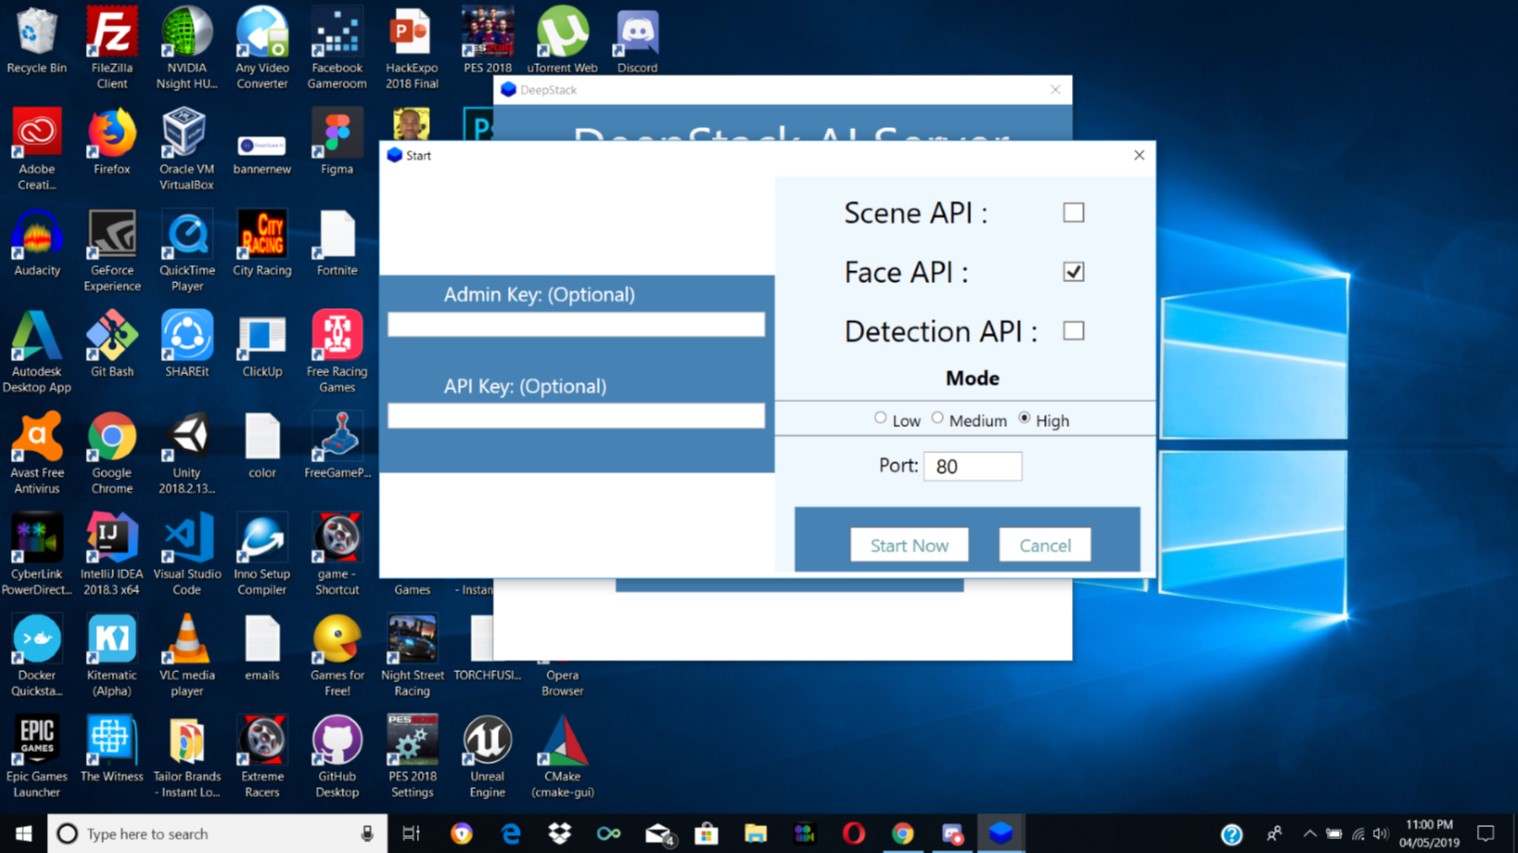 Recycle Bin
FileZilla
Client
NVIDIA
Nsight HU...
Any Video
Converter
Facebook
Gameroom
HackExpo
2018 Final
PES 2018
uTorrent Web
Discord
Adobe
Creati...
Firefox
Oracle VM
VirtualBox
bannernew
Figma
Audacity
GeForce
Experience
QuickTime
Player
City Racing
Fortnite
Autodesk
Desktop App
Git Bash
SHAREit
ClickUp
Free Racing
Games
Avast Free
Antivirus
Google
Chrome
Unity
2018.2.13...
color
FreeGameP...
CyberLink
PowerDirect...
IntelliJ IDEA
2018.3 x64
Visual Studio
Code
Inno Setup
Compiler
game -
Shortcut
Games
- Instan
Docker
Quicksta...
Kitematic
(Alpha)
VLC media
player
emails
Games for
Free!
Night Street
Racing
TORCHFUSI...
Opera
Browser
Epic Games
Launcher
The Witness
Tailor Brands
- Instant Lo...
Extreme
Racers
GitHub
Desktop
PES 2018
Settings
Unreal
Engine
CMake
(cmake-gui)
DeepStack
DeepStack AI Server
Start
Admin Key: (Optional)
API Key: (Optional)
Scene API :
Face API :
Detection API :
Mode
Low Medium High
Port: 80
Start Now Cancel
Type here to search
11:00 PM
04/05/2019